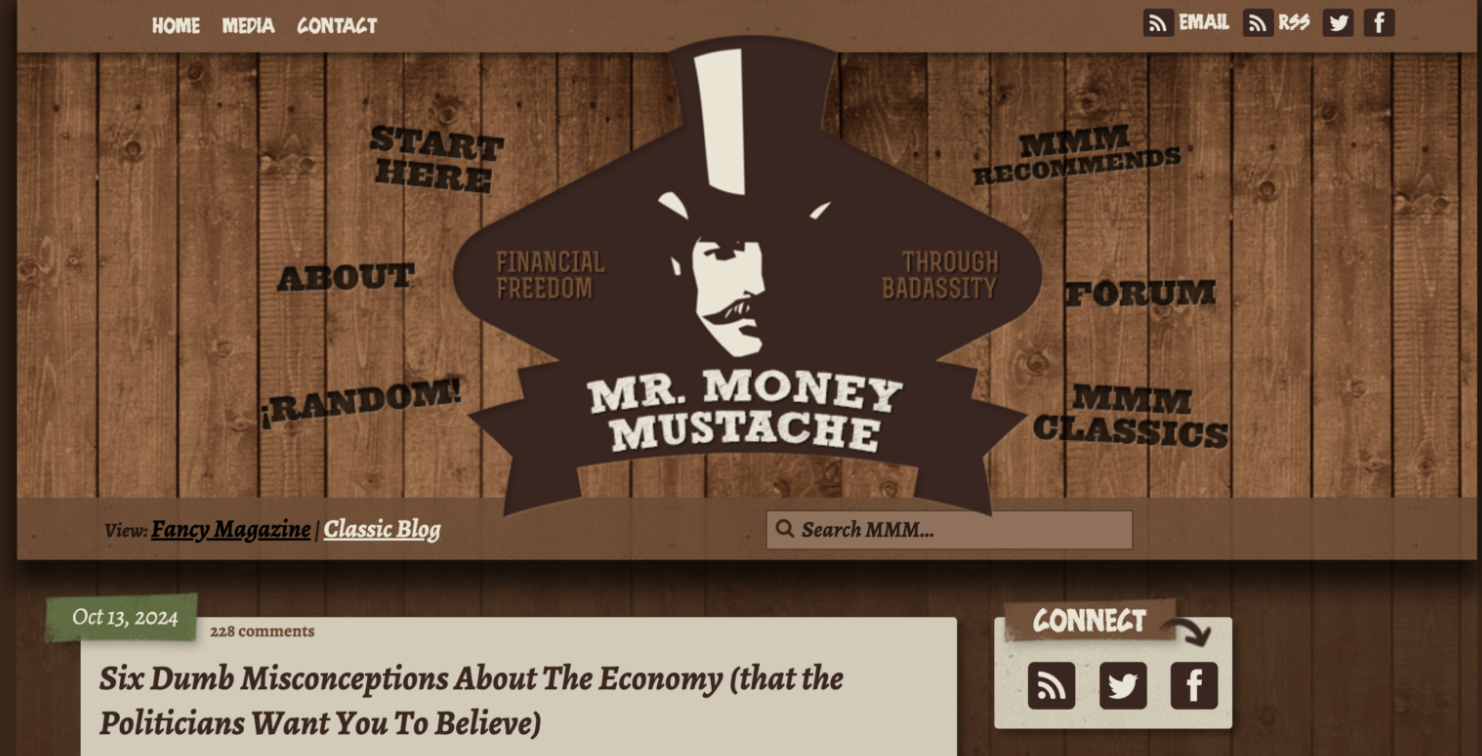 HOME MEDIA CONTACT
EMAIL RSS
START
HERE
MMM
RECOMMENDS
ABOUT
FINANCIAL
FREEDOM
THROUGH
BADASSITY
FORUM
¡RANDOM!
MR. MONEY
MUSTACHE
MMM
CLASSICS
View: Fancy Magazine | Classic Blog
Search MMM...
Oct 13, 2024
228 comments
CONNECT
Six Dumb Misconceptions About The Economy (that the
Politicians Want You To Believe)